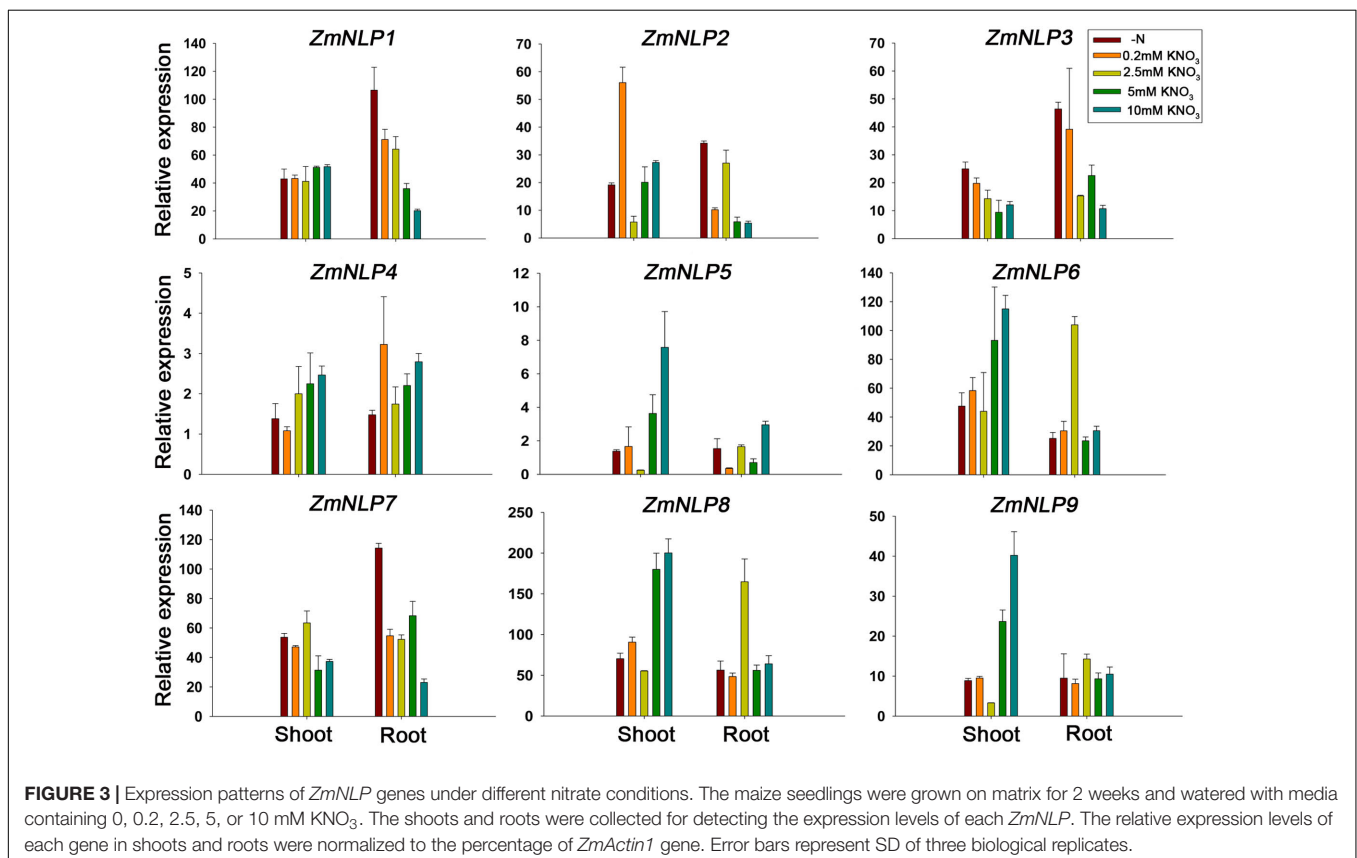 ZmNLP1
ZmNLP2
ZmNLP3
-N
0.2mM KNO₃
2.5mM KNO₃
5mM KNO₃
10mM KNO₃
Relative expression
140
120
100
80
60
40
20
0
70
60
50
40
30
20
10
0
70
60
50
40
30
20
10
0
ZmNLP4
ZmNLP5
ZmNLP6
Relative expression
5
4
3
2
1
0
12
10
8
6
4
2
0
140
120
100
80
60
40
20
0
ZmNLP7
ZmNLP8
ZmNLP9
Relative expression
140
120
100
80
60
40
20
0
250
200
150
100
50
0
50
40
30
20
10
0
Shoot Root
Shoot Root
Shoot Root
FIGURE 3 | Expression patterns of ZmNLP genes under different nitrate conditions. The maize seedlings were grown on matrix for 2 weeks and watered with media
containing 0, 0.2, 2.5, 5, or 10 mM KNO₃. The shoots and roots were collected for detecting the expression levels of each ZmNLP. The relative expression levels of
each gene in shoots and roots were normalized to the percentage of ZmActin1 gene. Error bars represent SD of three biological replicates.